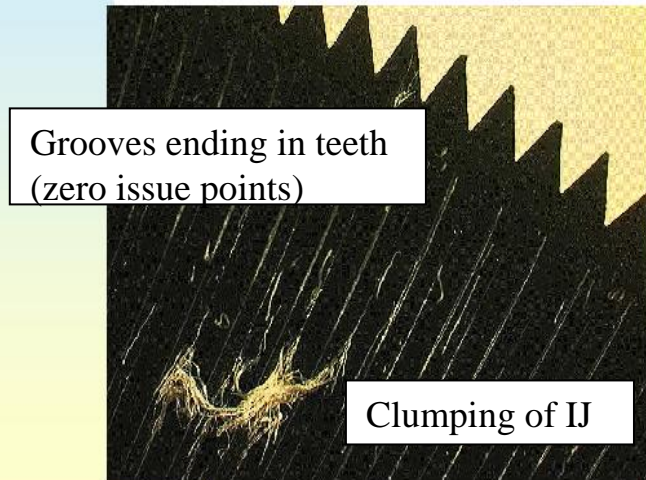 Grooves ending in teeth
(zero issue points)
Clumping of IJ